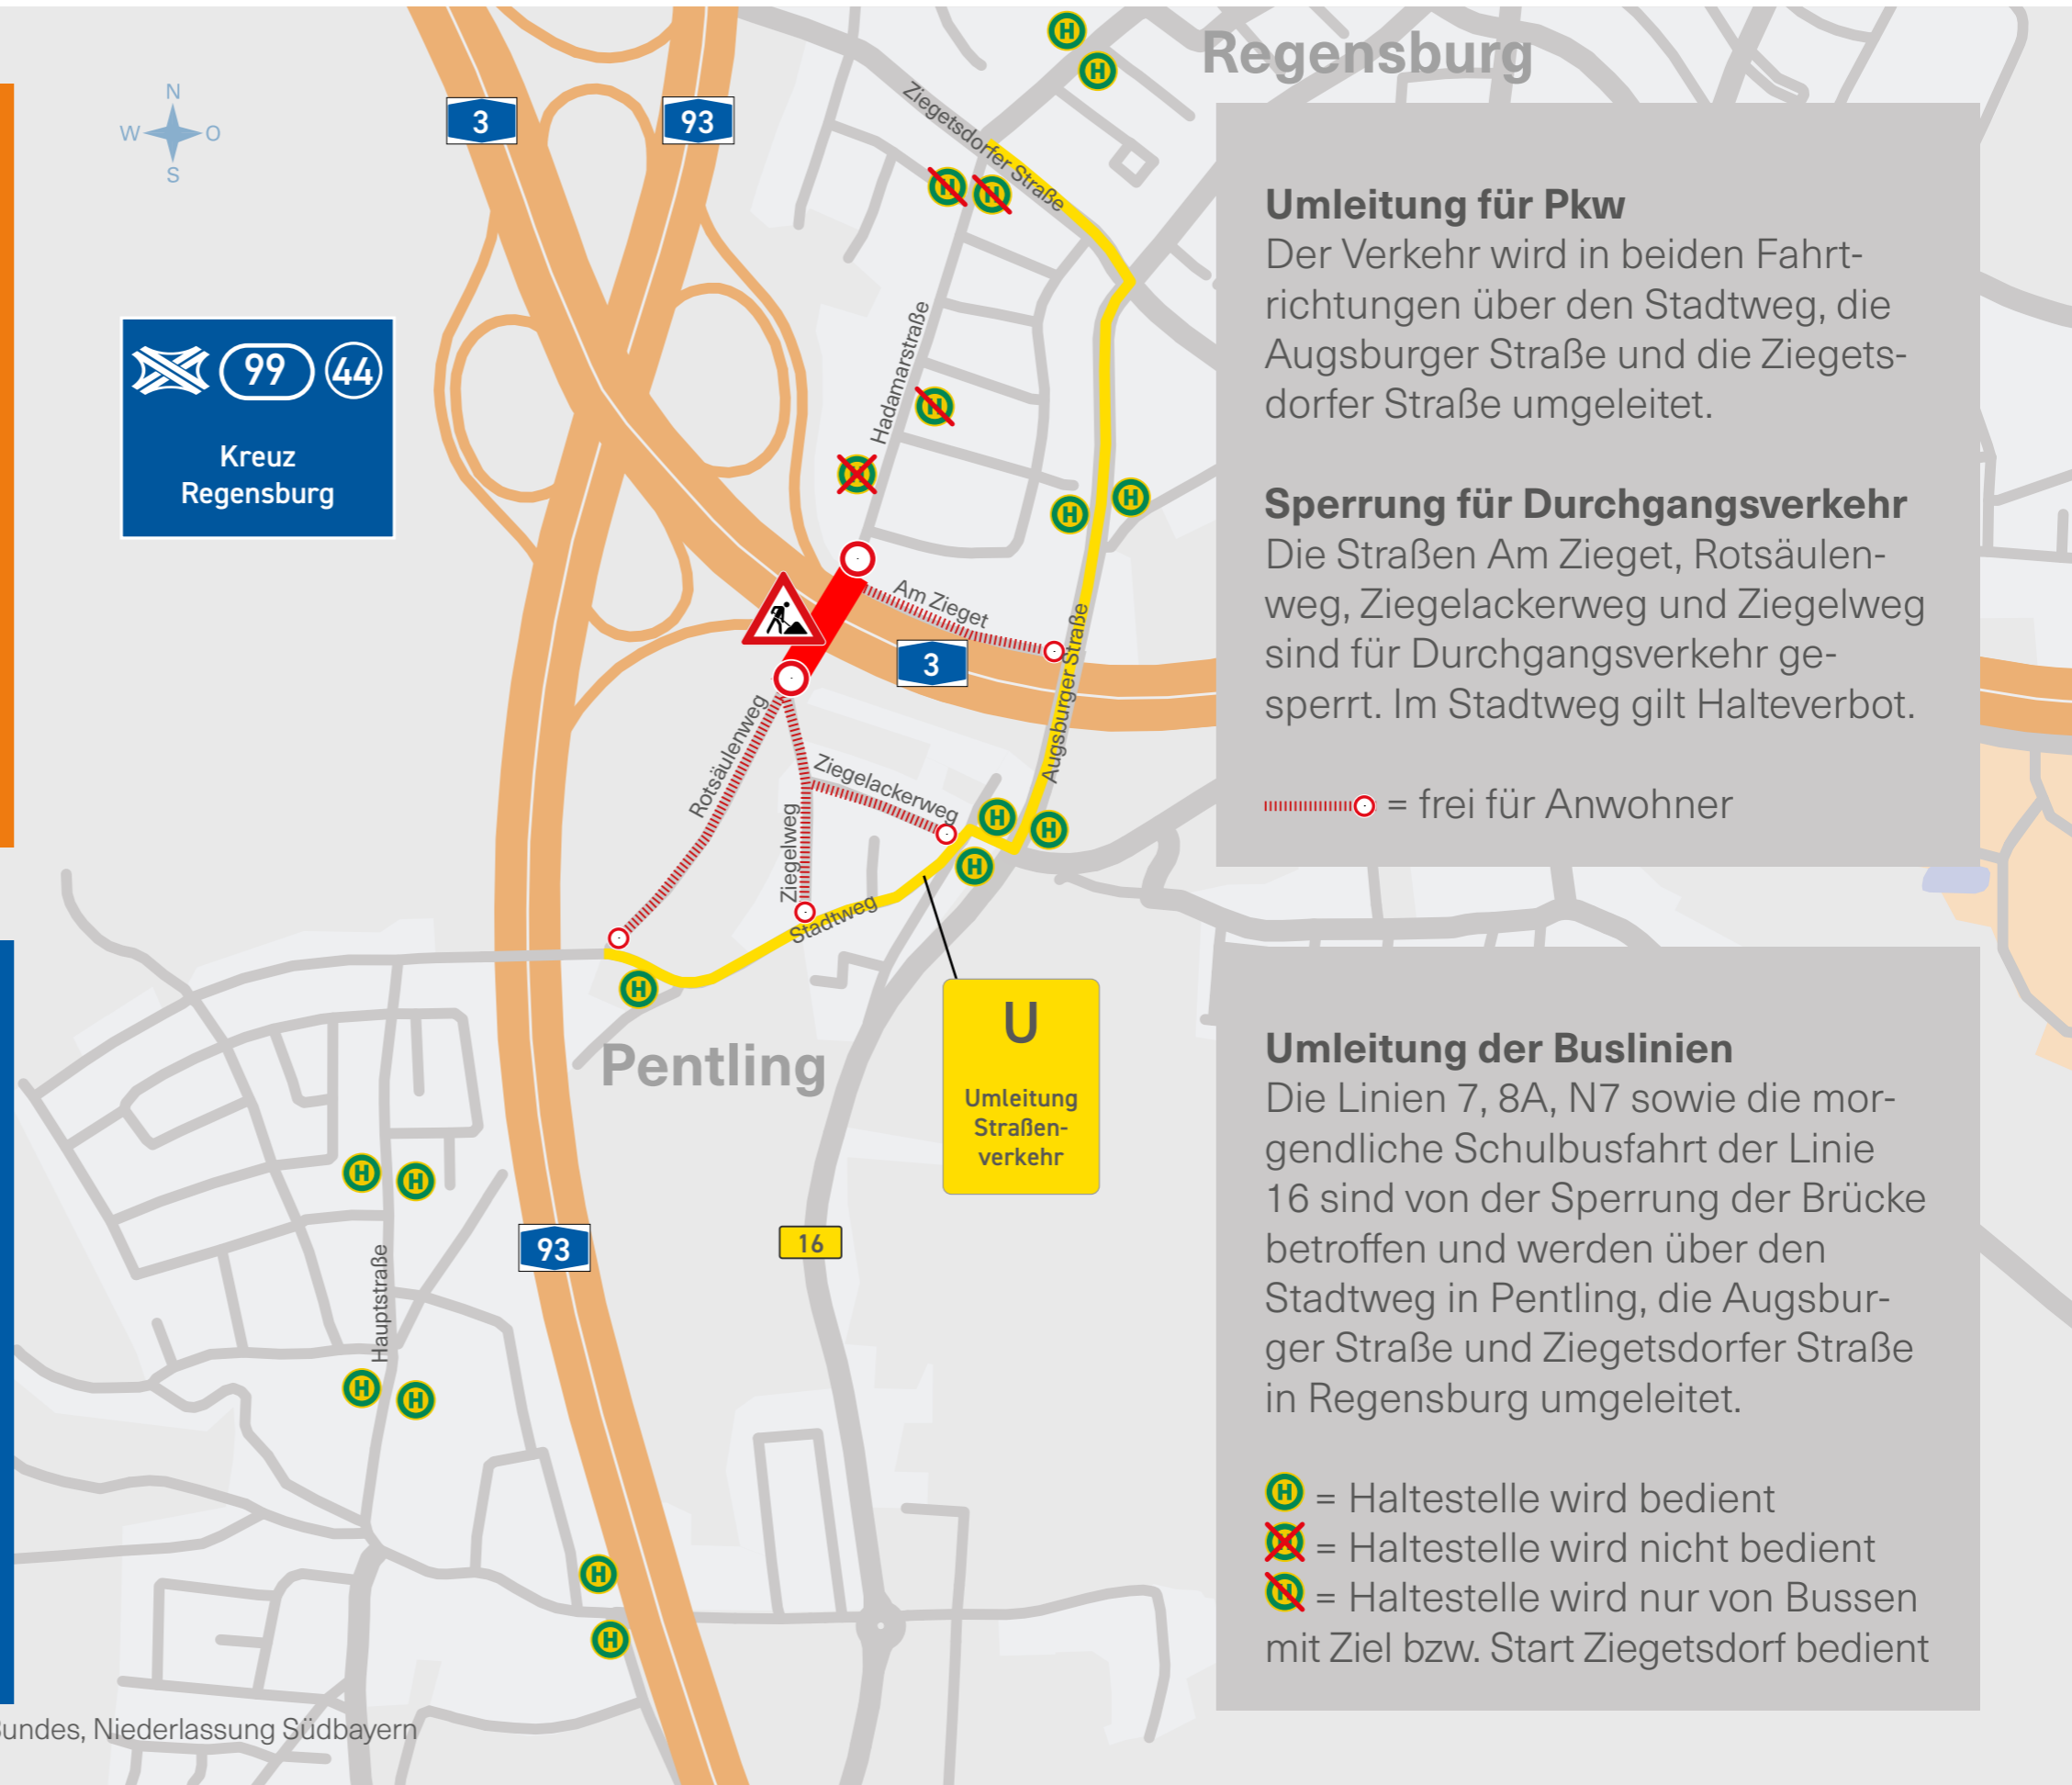 Regensburg
N
W
O
S
3
93
Ziegetsdorfer Straße
99
44
Kreuz
Regensburg
Hadamarstraße
H
H
H
H
H
H
H
H
Am Zieget
3
Augsburger Straße
Rotsäulenweg
Ziegelackerweg
Ziegelweg
H
H
H
Stadtweg
H
Pentling
U
Umleitung
Straßen-
verkehr
H
H
93
16
Hauptstraße
H
H
H
H
Bundes, Niederlassung Südbayern
Umleitung für Pkw
Der Verkehr wird in beiden Fahrt-
richtungen über den Stadtweg, die
Augsburger Straße und die Ziegets-
dorfer Straße umgeleitet.
Sperrung für Durchgangsverkehr
Die Straßen Am Zieget, Rotsäulen-
weg, Ziegelackerweg und Ziegelweg
sind für Durchgangsverkehr ge-
sperrt. Im Stadtweg gilt Halteverbot.
= frei für Anwohner
Umleitung der Buslinien
Die Linien 7, 8A, N7 sowie die mor-
gendliche Schulbusfahrt der Linie
16 sind von der Sperrung der Brücke
betroffen und werden über den
Stadtweg in Pentling, die Augsbur-
ger Straße und Ziegetsdorfer Straße
in Regensburg umgeleitet.
H = Haltestelle wird bedient
H = Haltestelle wird nicht bedient
H = Haltestelle wird nur von Bussen
mit Ziel bzw. Start Ziegetsdorf bedient